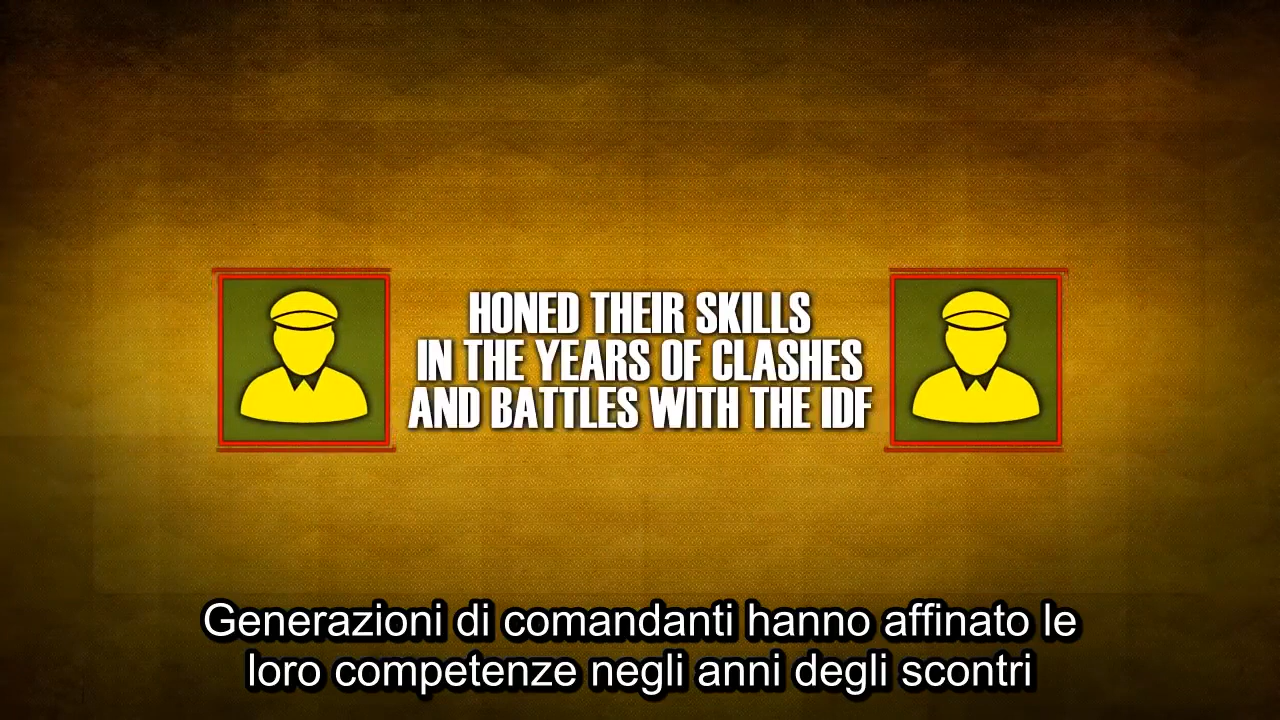 HONED THEIR SKILLS
IN THE YEARS OF CLASHES
AND BATTLES WITH THE IDF
Generazioni di comandanti hanno affinato le
loro competenze negli anni degli scontri